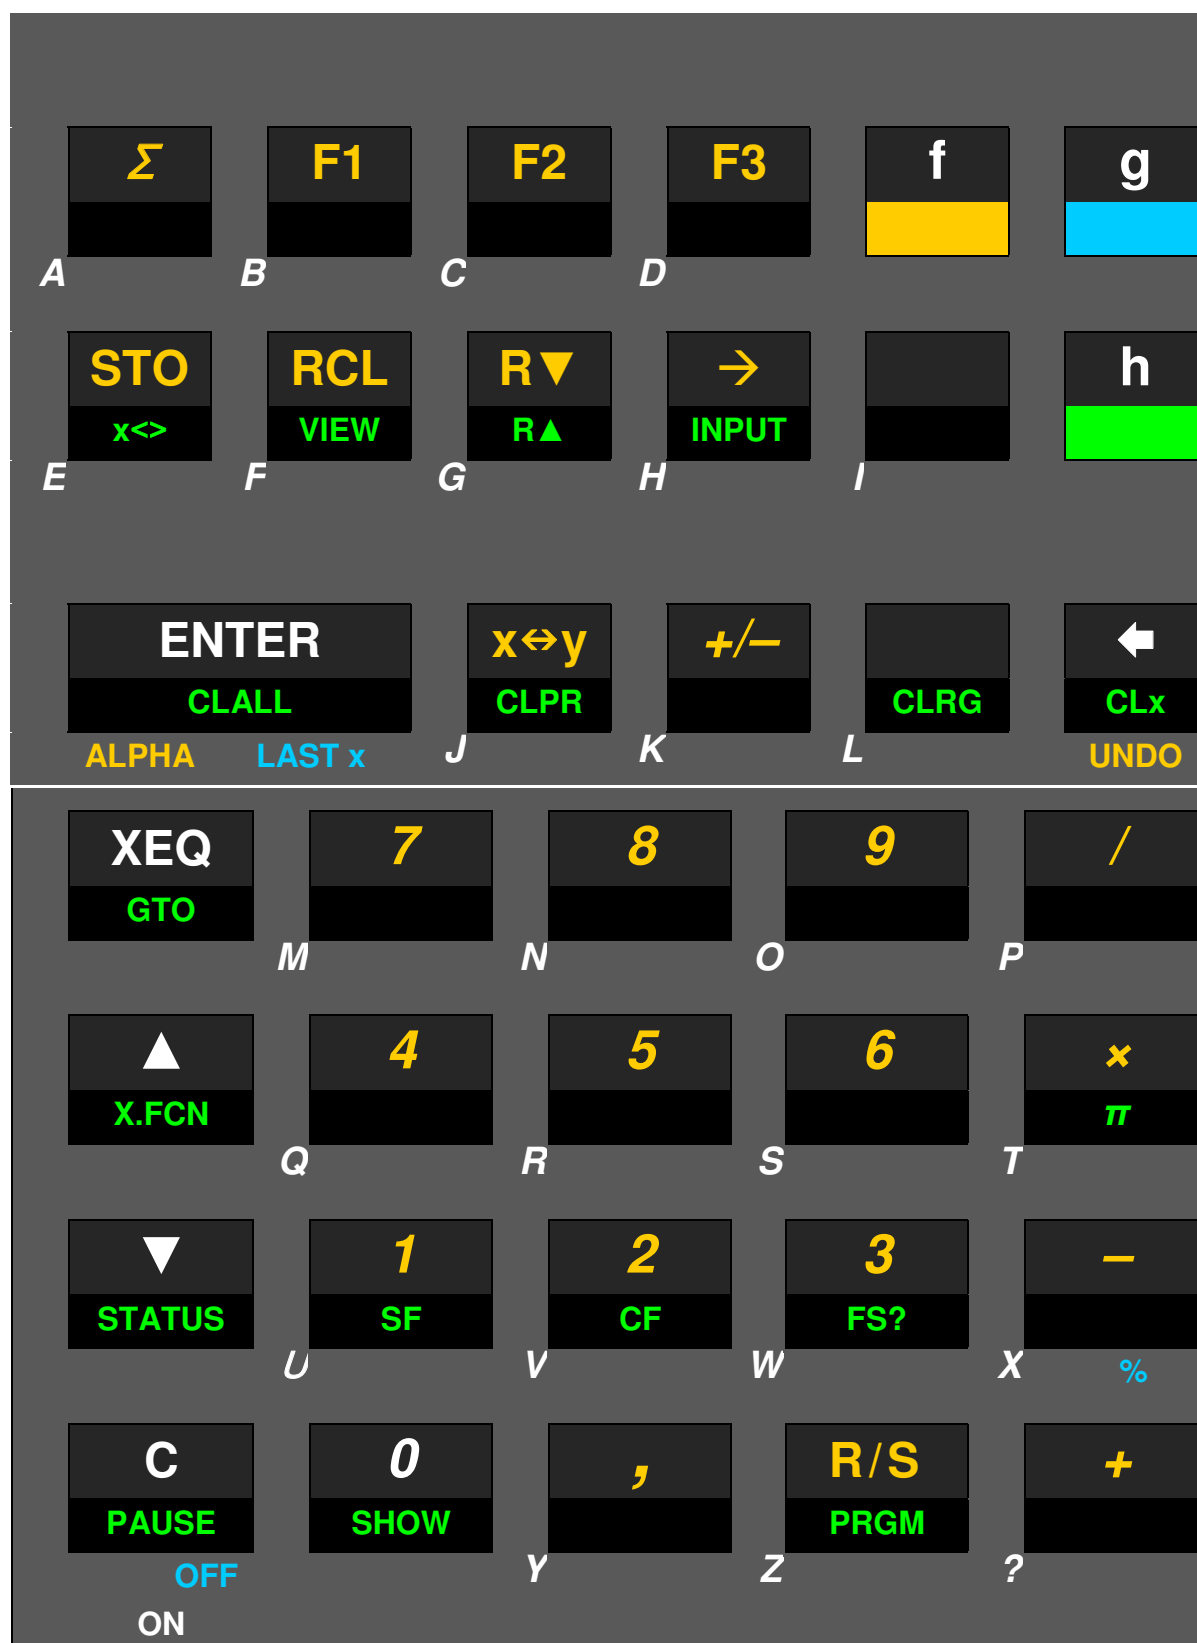 Σ F1 F2 F3 f g
A B C D
STO RCL R▼ → h
x<> VIEW R▲ INPUT
E F G H I
ENTER x↔y +/– 🡄
CLALL CLPR CLRG CLx
ALPHA LAST x J K L UNDO
XEQ 7 8 9 /
GTO
M N O P
▲ 4 5 6 ×
X.FCN π
Q R S T
▼ 1 2 3 –
STATUS SF CF FS?
U V W X %
C 0 , R/S +
PAUSE SHOW PRGM
OFF Y Z ?
ON